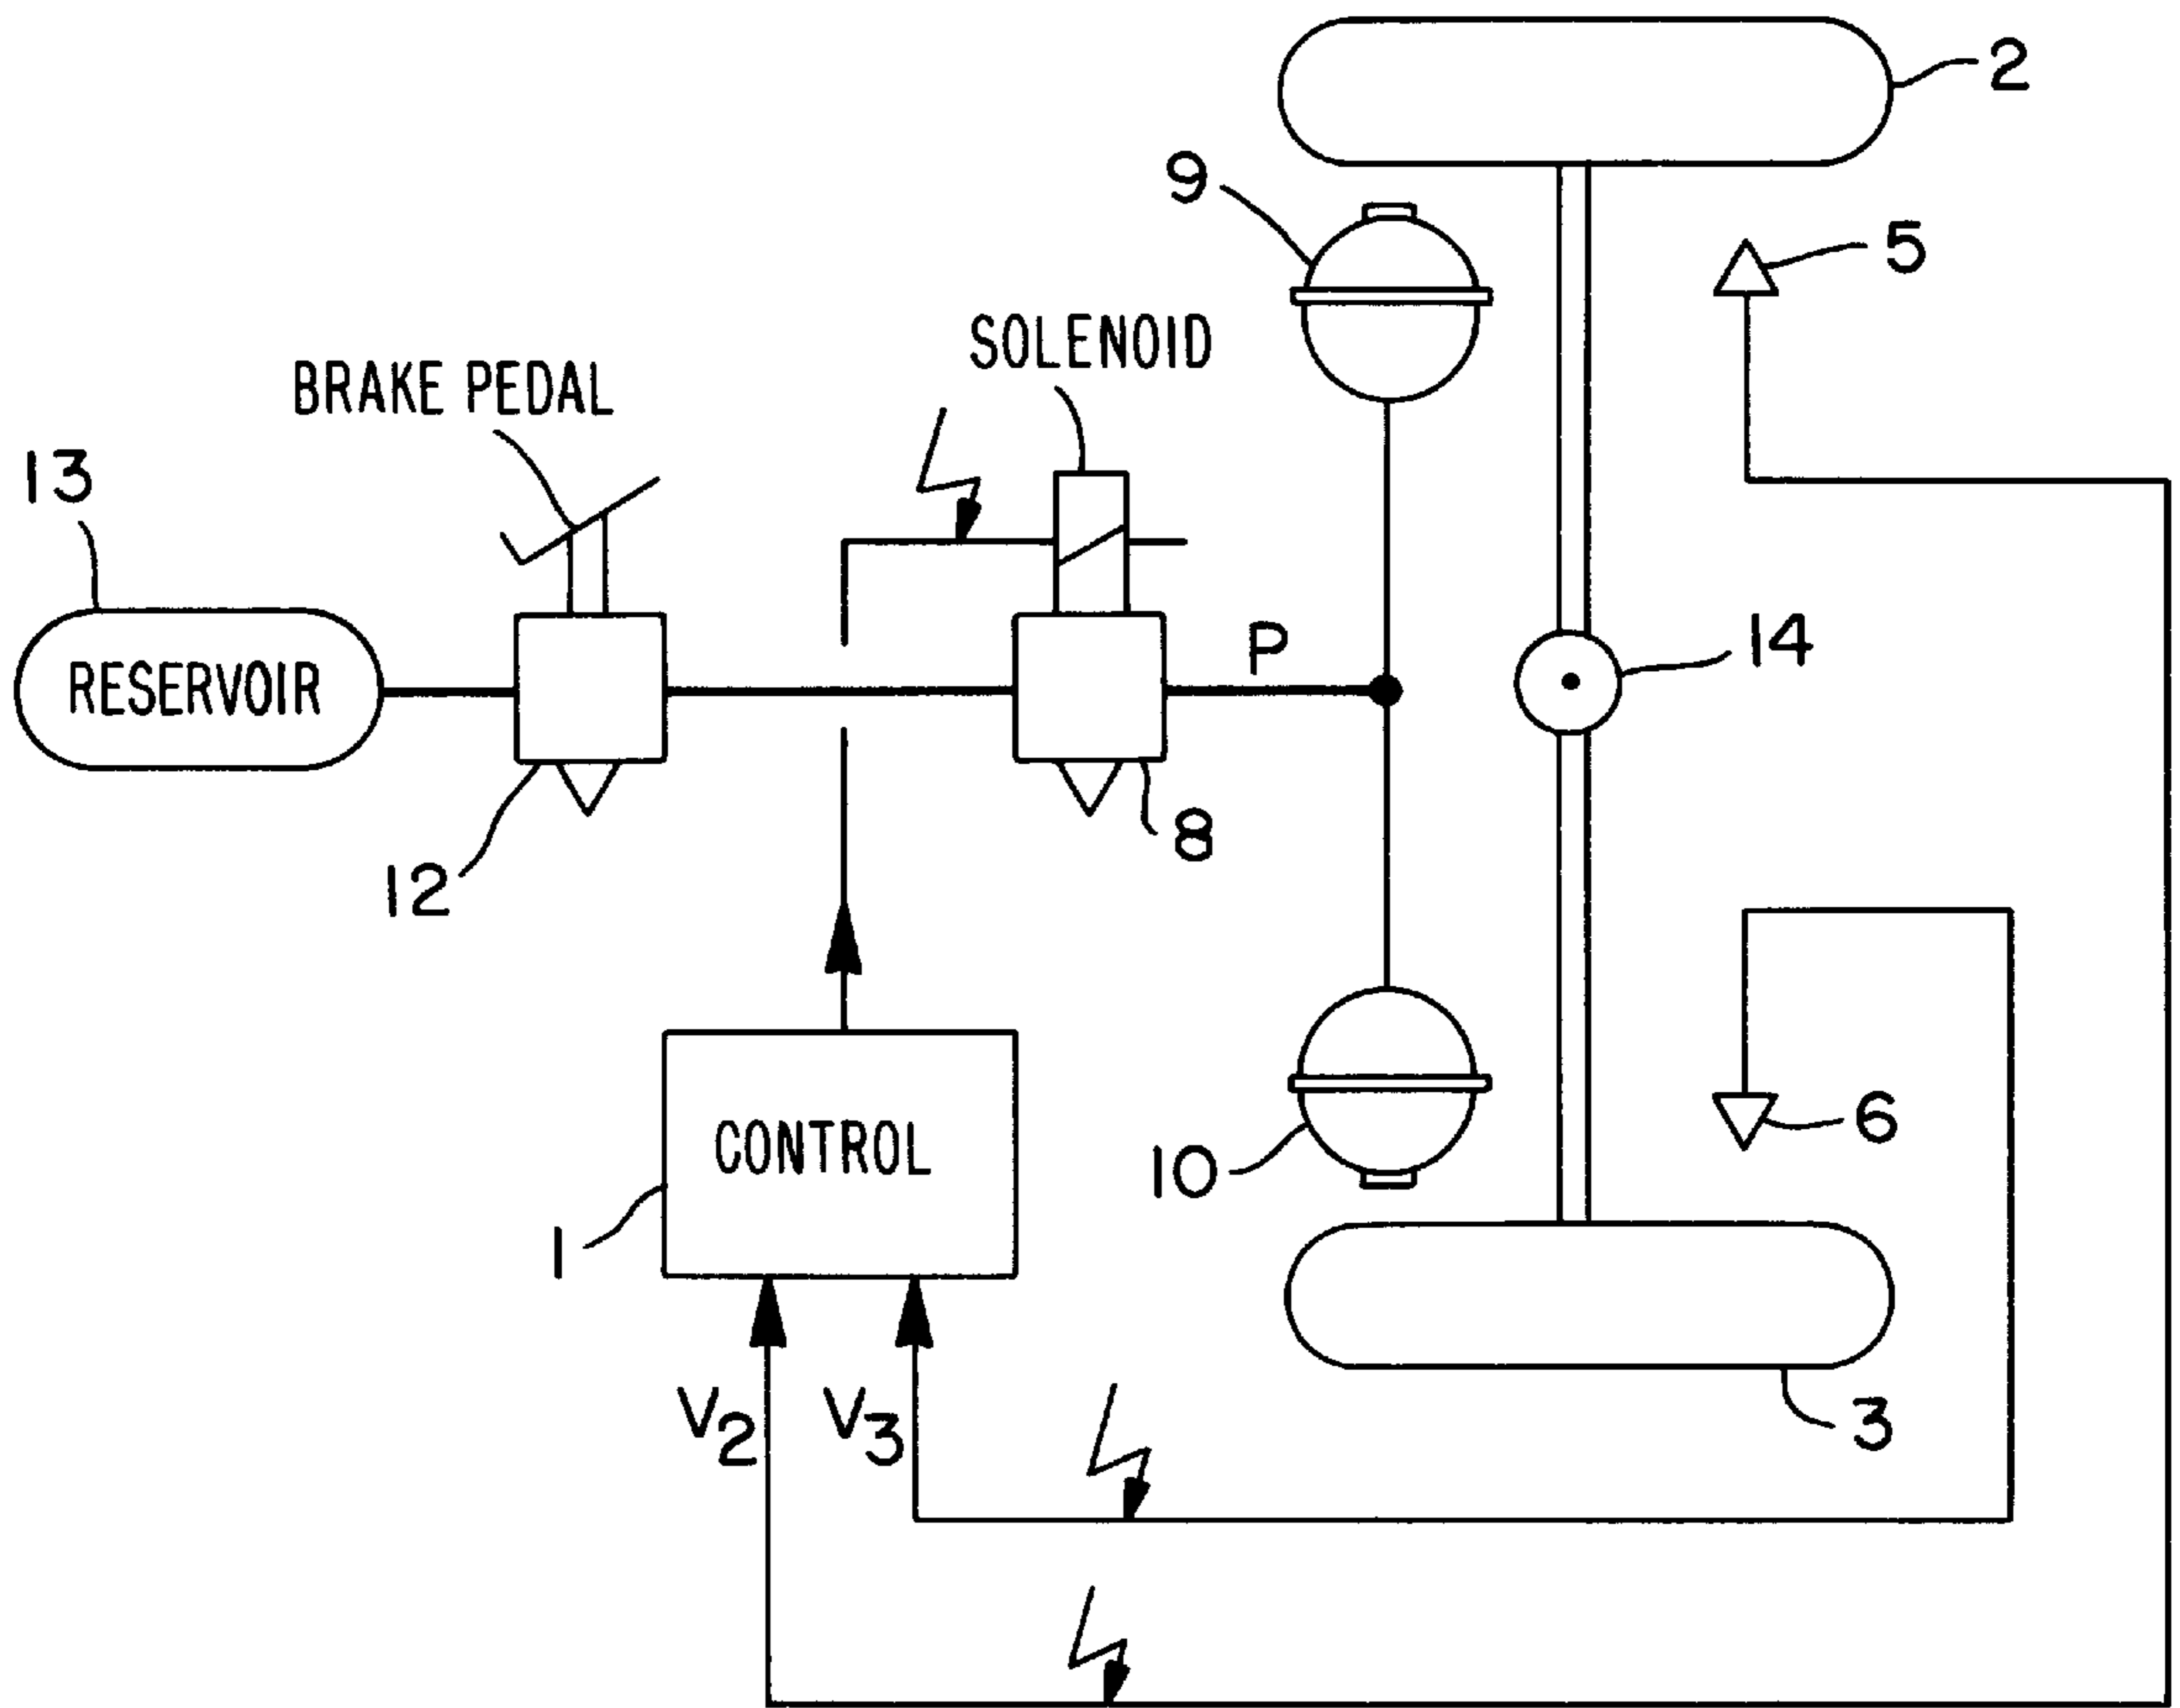 2
9
5
SOLENOID
BRAKE PEDAL
13
P
14
RESERVOIR
8
12
6
CONTROL
10
1
V2 V3
3